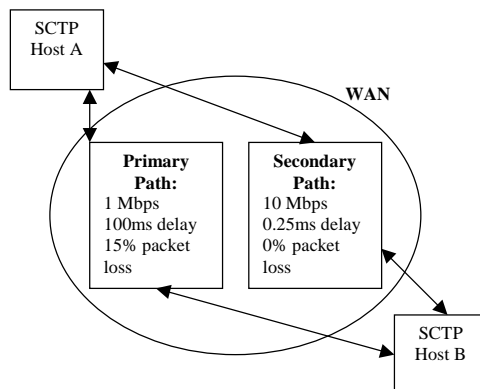 SCTP
Host A
WAN
Primary
Path:
1 Mbps
100ms delay
15% packet
loss
Secondary
Path:
10 Mbps
0.25ms delay
0% packet
loss
SCTP
Host B